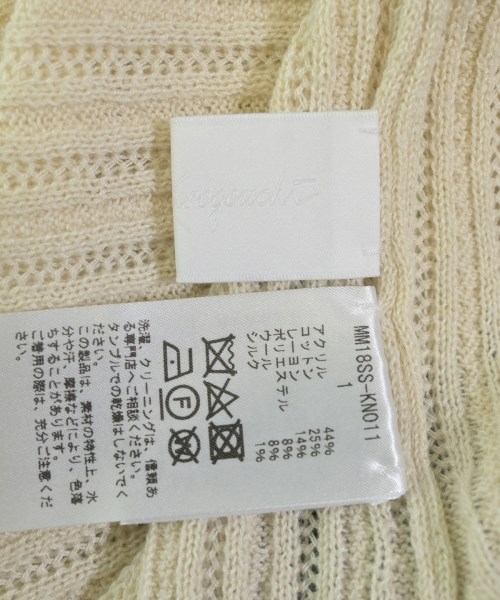 MM18SS-KN011
1
アクリル 44%
コットン 25%
レーヨン 14%
ポリエステル 8%
ウール 8%
シルク 1%
洗濯、クリーニングは、信頼あ
る専門店へご相談ください。
タンブルでの乾燥はしないでく
ださい。
この製品は、素材の特性上、水
分や汗、摩擦などにより、色落
ちすることがあります。
ご着用の際は、充分ご注意くだ
さい。